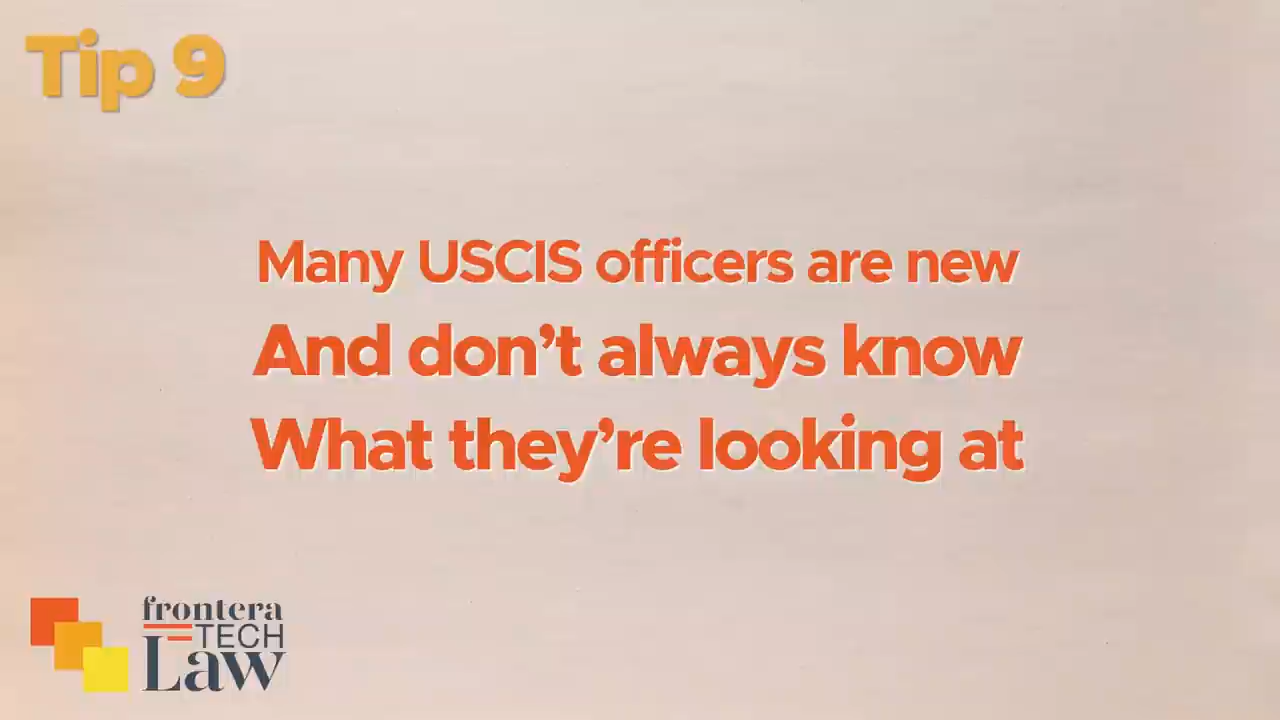 Tip 9
Many USCIS officers are new
And don’t always know
What they’re looking at
frontera
TECH
Law